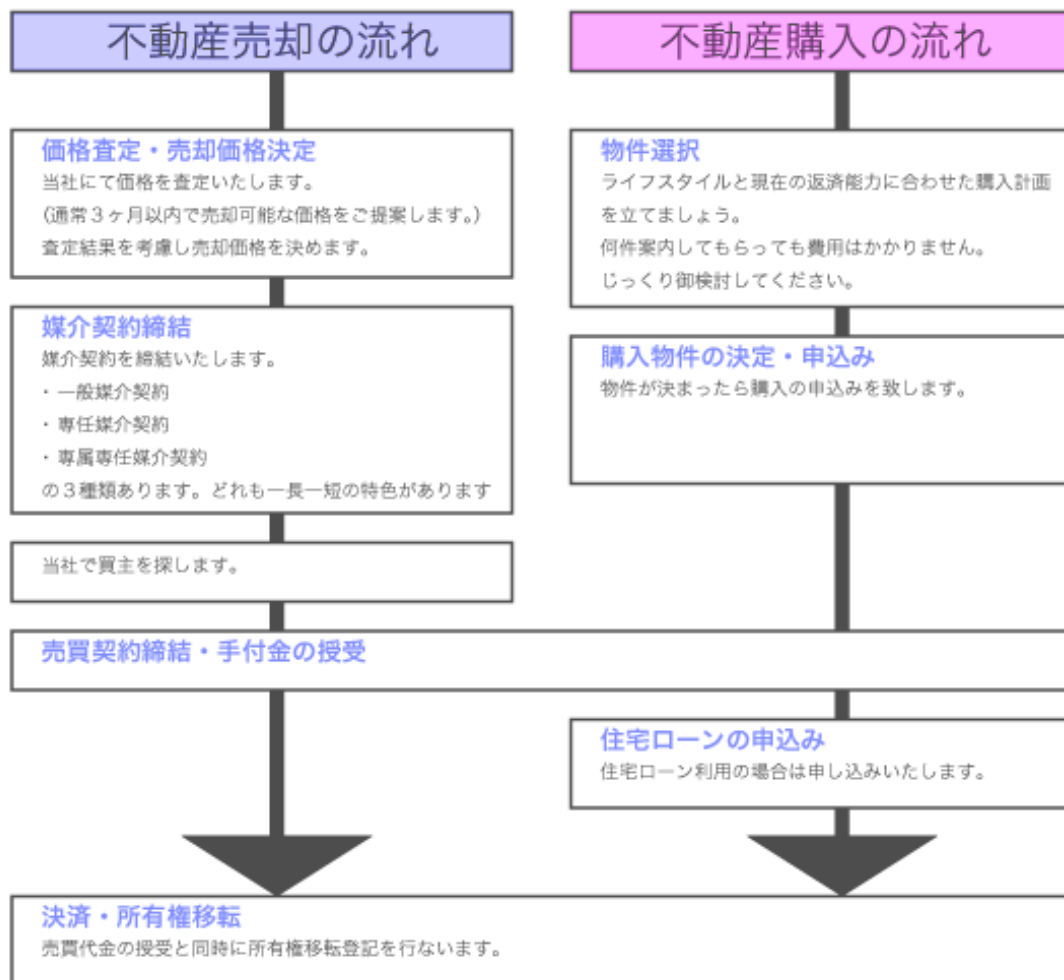 不動産売却の流れ
価格査定・売却価格決定
当社にて価格を査定いたします。
(通常３ヶ月以内で売却可能な価格をご提案します。)
査定結果を考慮し売却価格を決めます。
媒介契約締結
媒介契約を締結いたします。
・一般媒介契約
・専任媒介契約
・専属専任媒介契約
の３種類あります。どれも一長一短の特色があります
当社で買主を探します。
不動産購入の流れ
物件選択
ライフスタイルと現在の返済能力に合わせた購入計画
を立てましょう。
何件案内してもらっても費用はかかりません。
じっくり御検討してください。
購入物件の決定・申込み
物件が決まったら購入の申込みを致します。
売買契約締結・手付金の授受
住宅ローンの申込み
住宅ローン利用の場合は申し込みいたします。
決済・所有権移転
売買代金の授受と同時に所有権移転登記を行ないます。